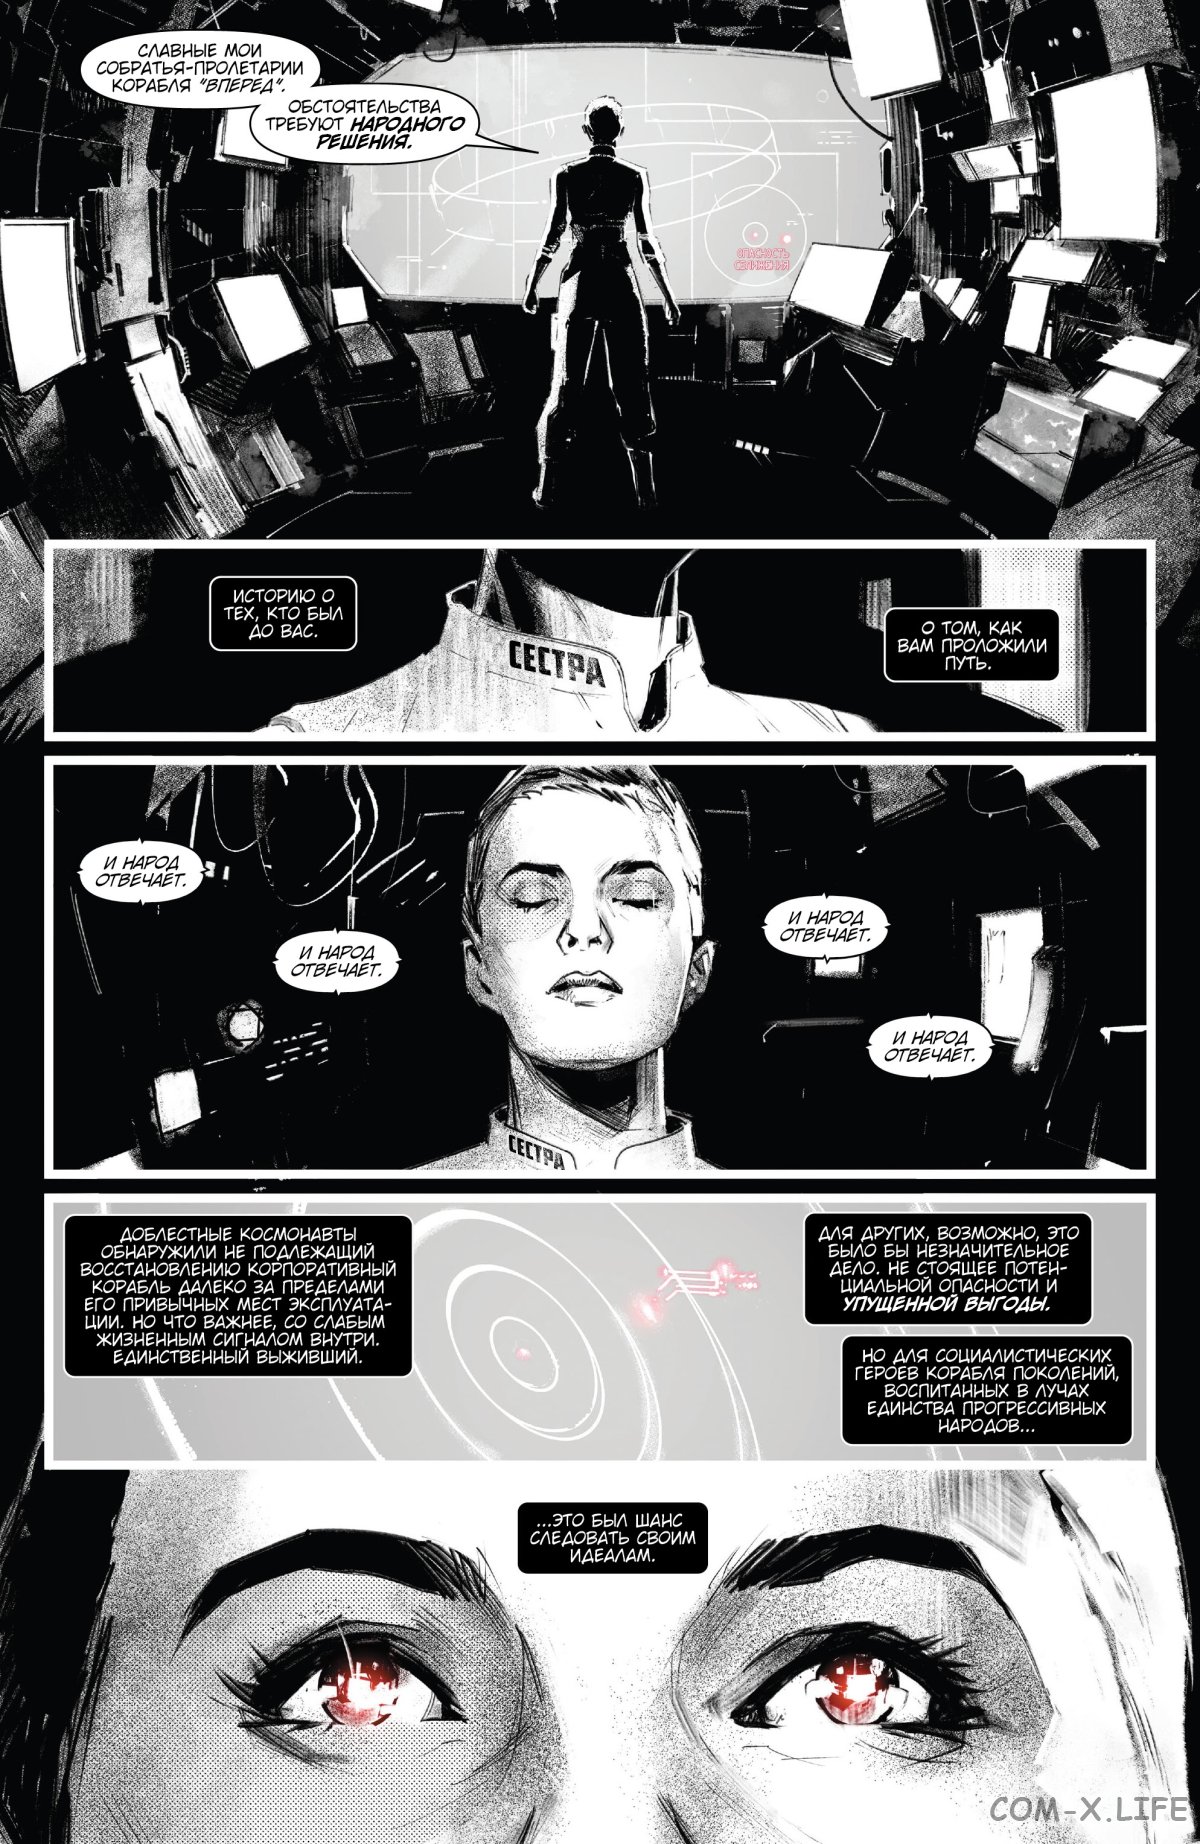 СЛАВНЫЕ МОИ
СОБРАТЬЯ-ПРОЛЕТАРИИ
КОРАБЛЯ "ВПЕРЕД".
ОБСТОЯТЕЛЬСТВА
ТРЕБУЮТ НАРОДНОГО
РЕШЕНИЯ.
ОПАСНОСТЬ
СБЛИЖЕНИЯ
ИСТОРИЮ О
ТЕХ, КТО БЫЛ
ДО ВАС.
СЕСТРА
О ТОМ, КАК
ВАМ ПРОЛОЖИЛИ
ПУТЬ.
И НАРОД
ОТВЕЧАЕТ.
И НАРОД
ОТВЕЧАЕТ.
И НАРОД
ОТВЕЧАЕТ.
И НАРОД
ОТВЕЧАЕТ.
СЕСТРА
ДОБЛЕСТНЫЕ КОСМОНАВТЫ
ОБНАРУЖИЛИ НЕ ПОДЛЕЖАЩИЙ
ВОССТАНОВЛЕНИЮ КОРПОРАТИВНЫЙ
КОРАБЛЬ ДАЛЕКО ЗА ПРЕДЕЛАМИ
ЕГО ПРИВЫЧНЫХ МЕСТ ЭКСПЛУАТА-
ЦИИ. НО ЧТО ВАЖНЕЕ, СО СЛАБЫМ
ЖИЗНЕННЫМ СИГНАЛОМ ВНУТРИ.
ЕДИНСТВЕННЫЙ ВЫЖИВШИЙ.
ДЛЯ ДРУГИХ, ВОЗМОЖНО, ЭТО
БЫЛО БЫ НЕЗНАЧИТЕЛЬНОЕ
ДЕЛО. НЕ СТОЯЩЕЕ ПОТЕН-
ЦИАЛЬНОЙ ОПАСНОСТИ И
УПУЩЕННОЙ ВЫГОДЫ.
НО ДЛЯ СОЦИАЛИСТИЧЕСКИХ
ГЕРОЕВ КОРАБЛЯ ПОКОЛЕНИЙ,
ВОСПИТАННЫХ В ЛУЧАХ
ЕДИНСТВА ПРОГРЕССИВНЫХ
НАРОДОВ...
...ЭТО БЫЛ ШАНС
СЛЕДОВАТЬ СВОИМ
ИДЕАЛАМ.
COM-X.LIFE